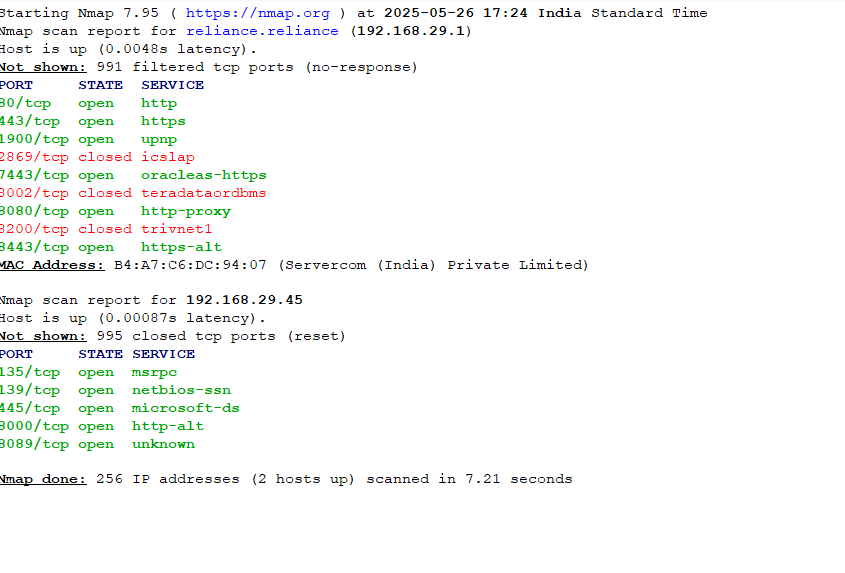 Starting Nmap 7.95 ( https://nmap.org ) at 2025-05-26 17:24 India Standard Time
Nmap scan report for reliance.reliance (192.168.29.1)
Host is up (0.0048s latency).
Not shown: 991 filtered tcp ports (no-response)
PORT STATE SERVICE
80/tcp open http
443/tcp open https
1900/tcp open upnp
2869/tcp closed icslap
7443/tcp open oracleas-https
8002/tcp closed teradataordbms
8080/tcp open http-proxy
8200/tcp closed trivnet1
8443/tcp open https-alt
MAC Address: B4:A7:C6:DC:94:07 (Servercom (India) Private Limited)
Nmap scan report for 192.168.29.45
Host is up (0.00087s latency).
Not shown: 995 closed tcp ports (reset)
PORT STATE SERVICE
135/tcp open msrpc
139/tcp open netbios-ssn
445/tcp open microsoft-ds
8000/tcp open http-alt
8089/tcp open unknown
Nmap done: 256 IP addresses (2 hosts up) scanned in 7.21 seconds